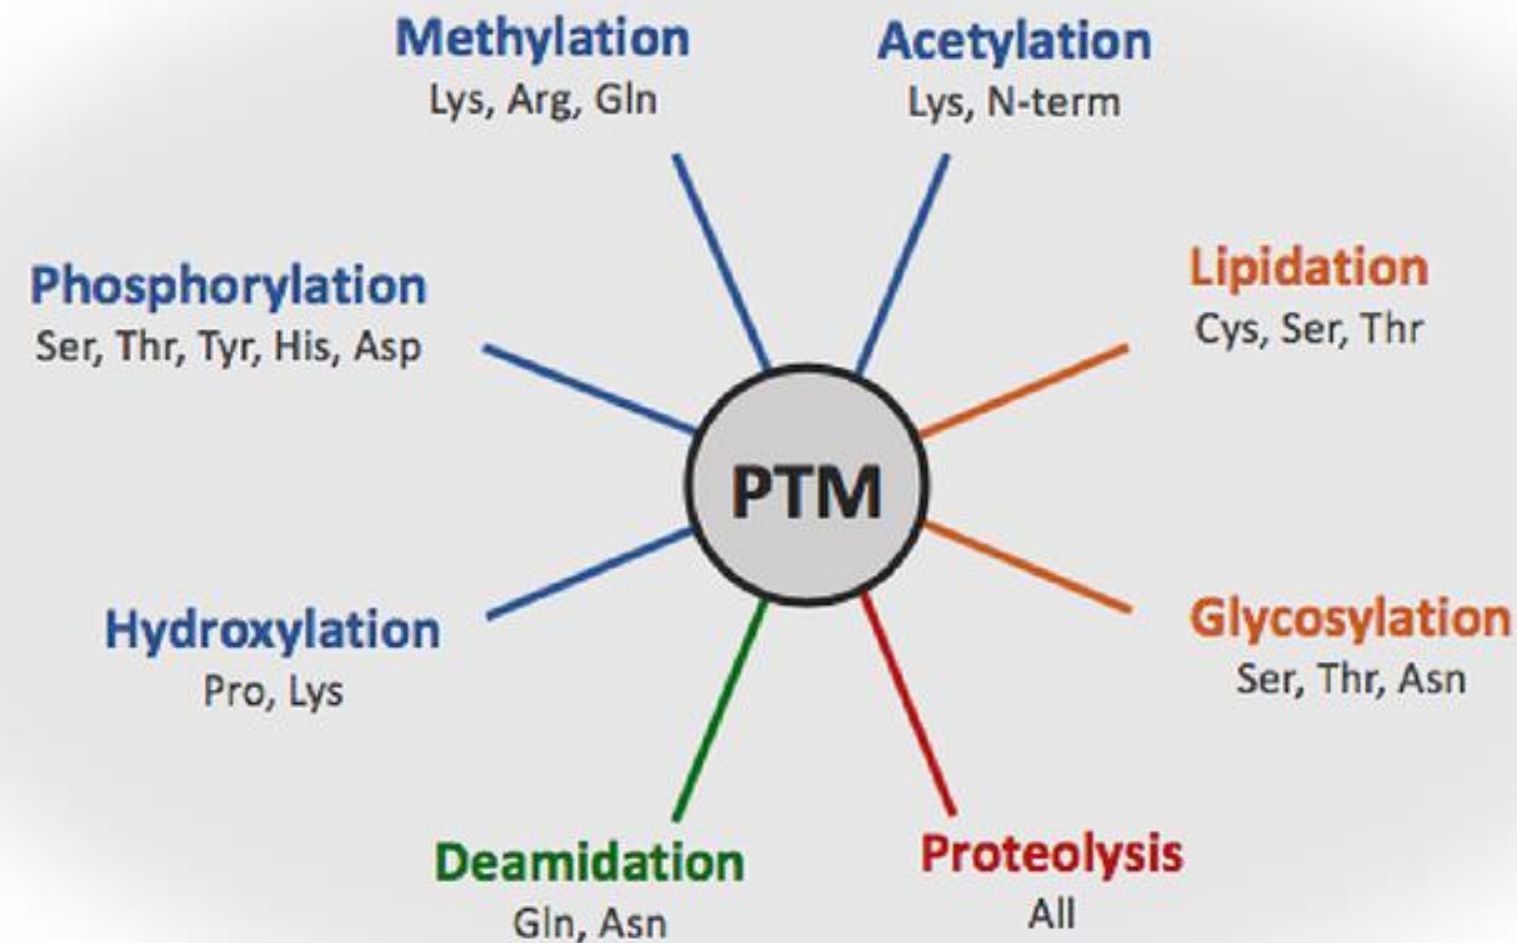 Methylation
Lys, Arg, Gln
Acetylation
Lys, N-term
Phosphorylation
Ser, Thr, Tyr, His, Asp
Lipidation
Cys, Ser, Thr
PTM
Hydroxylation
Pro, Lys
Glycosylation
Ser, Thr, Asn
Deamidation
Gln, Asn
Proteolysis
All